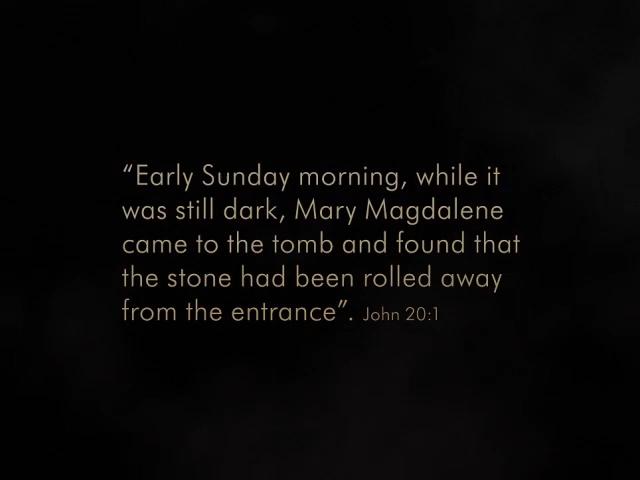 “Early Sunday morning, while it
was still dark, Mary Magdalene
came to the tomb and found that
the stone had been rolled away
from the entrance”. John 20:1